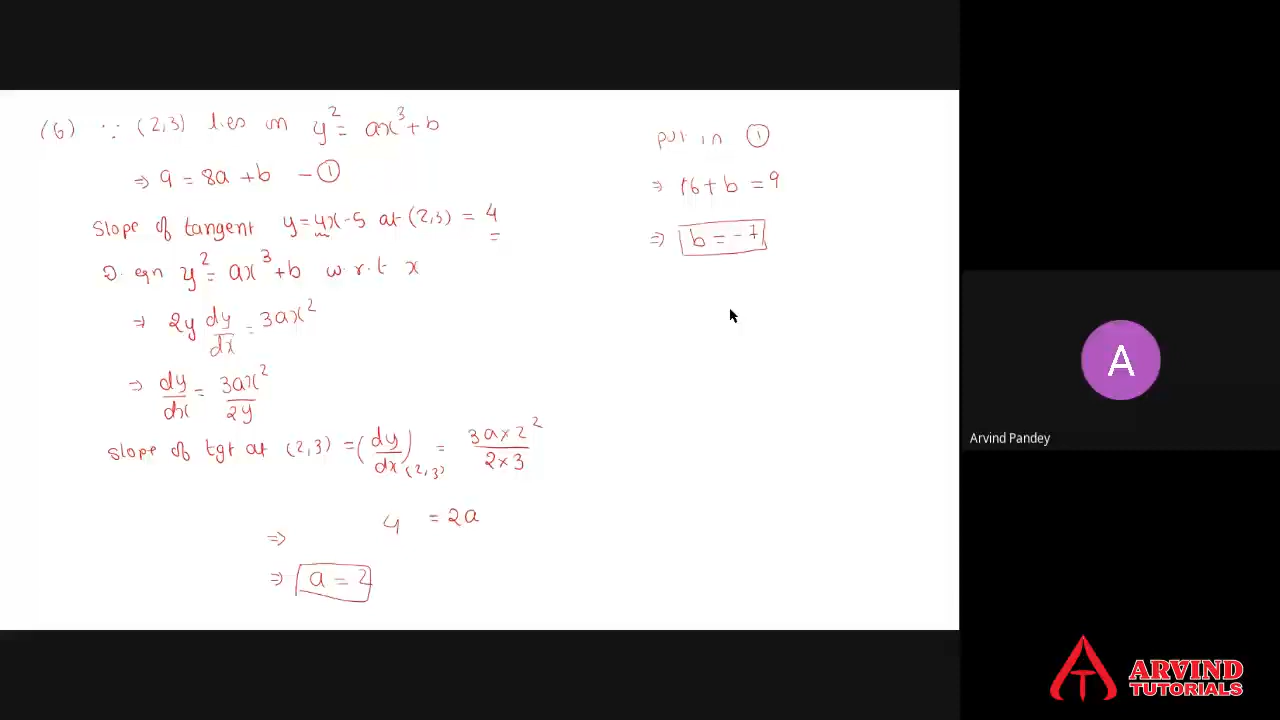 (6) ∵ (2,3) lies on y² = ax³ + b
⇒ 9 = 8a + b - ①
Slope of tangent y = 4x - 5 at (2,3) = 4
D. eqn y² = ax³ + b w.r.t x
⇒ 2y dy/dx = 3ax²
⇒ dy/dx = 3ax²/2y
Slope of tgt at (2,3) = (dy/dx)(2,3) = 3a×2²/2×3
⇒ 4 = 2a
⇒ a = 2
put in ①
⇒ 16 + b = 9
⇒ b = -7
A
Arvind Pandey
ARVIND
TUTORIALS